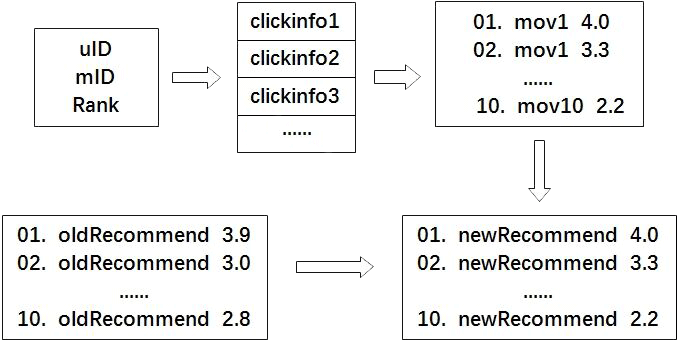 uID
mID
Rank
clickinfo1
clickinfo2
clickinfo3
......
01. mov1 4.0
02. mov1 3.3
......
10. mov10 2.2
01. oldRecommend 3.9
02. oldRecommend 3.0
......
10. oldRecommend 2.8
01. newRecommend 4.0
02. newRecommend 3.3
......
10. newRecommend 2.2